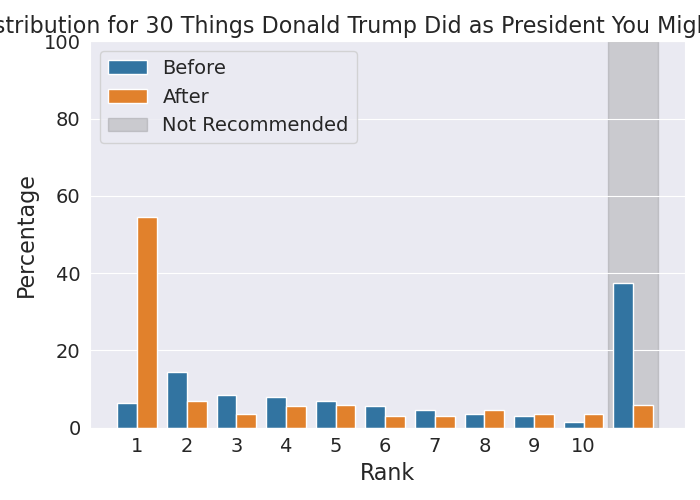 stribution for 30 Things Donald Trump Did as President You Migh
100
80
60
40
20
0
Percentage
Before
After
Not Recommended
1 2 3 4 5 6 7 8 9 10
Rank